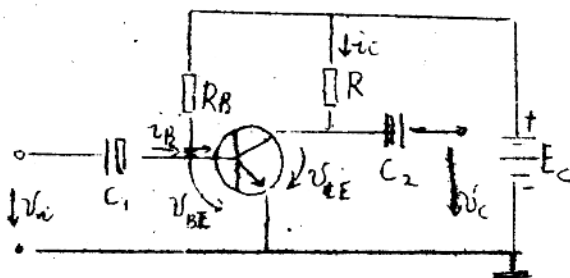 i_c
R_B
R
+
i_B
E_C
C_1
C_2
v_CE
v_i
v_BE
v_c
-